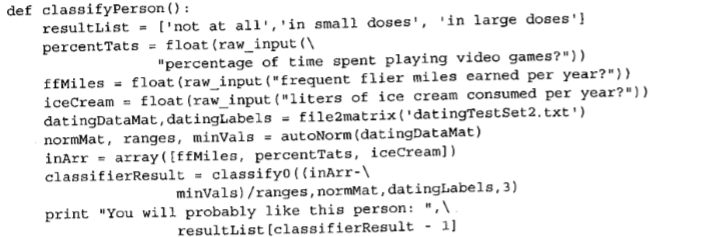 def classifyPerson():
    resultList = ['not at all','in small doses', 'in large doses']
    percentTats = float(raw_input(\
                  "percentage of time spent playing video games?"))
    ffMiles = float(raw_input("frequent flier miles earned per year?"))
    iceCream = float(raw_input("liters of ice cream consumed per year?"))
    datingDataMat,datingLabels = file2matrix('datingTestSet2.txt')
    normMat, ranges, minVals = autoNorm(datingDataMat)
    inArr = array([ffMiles, percentTats, iceCream])
    classifierResult = classify0((inArr-\
                    minVals)/ranges,normMat,datingLabels,3)
    print "You will probably like this person: ",\
                    resultList[classifierResult - 1]